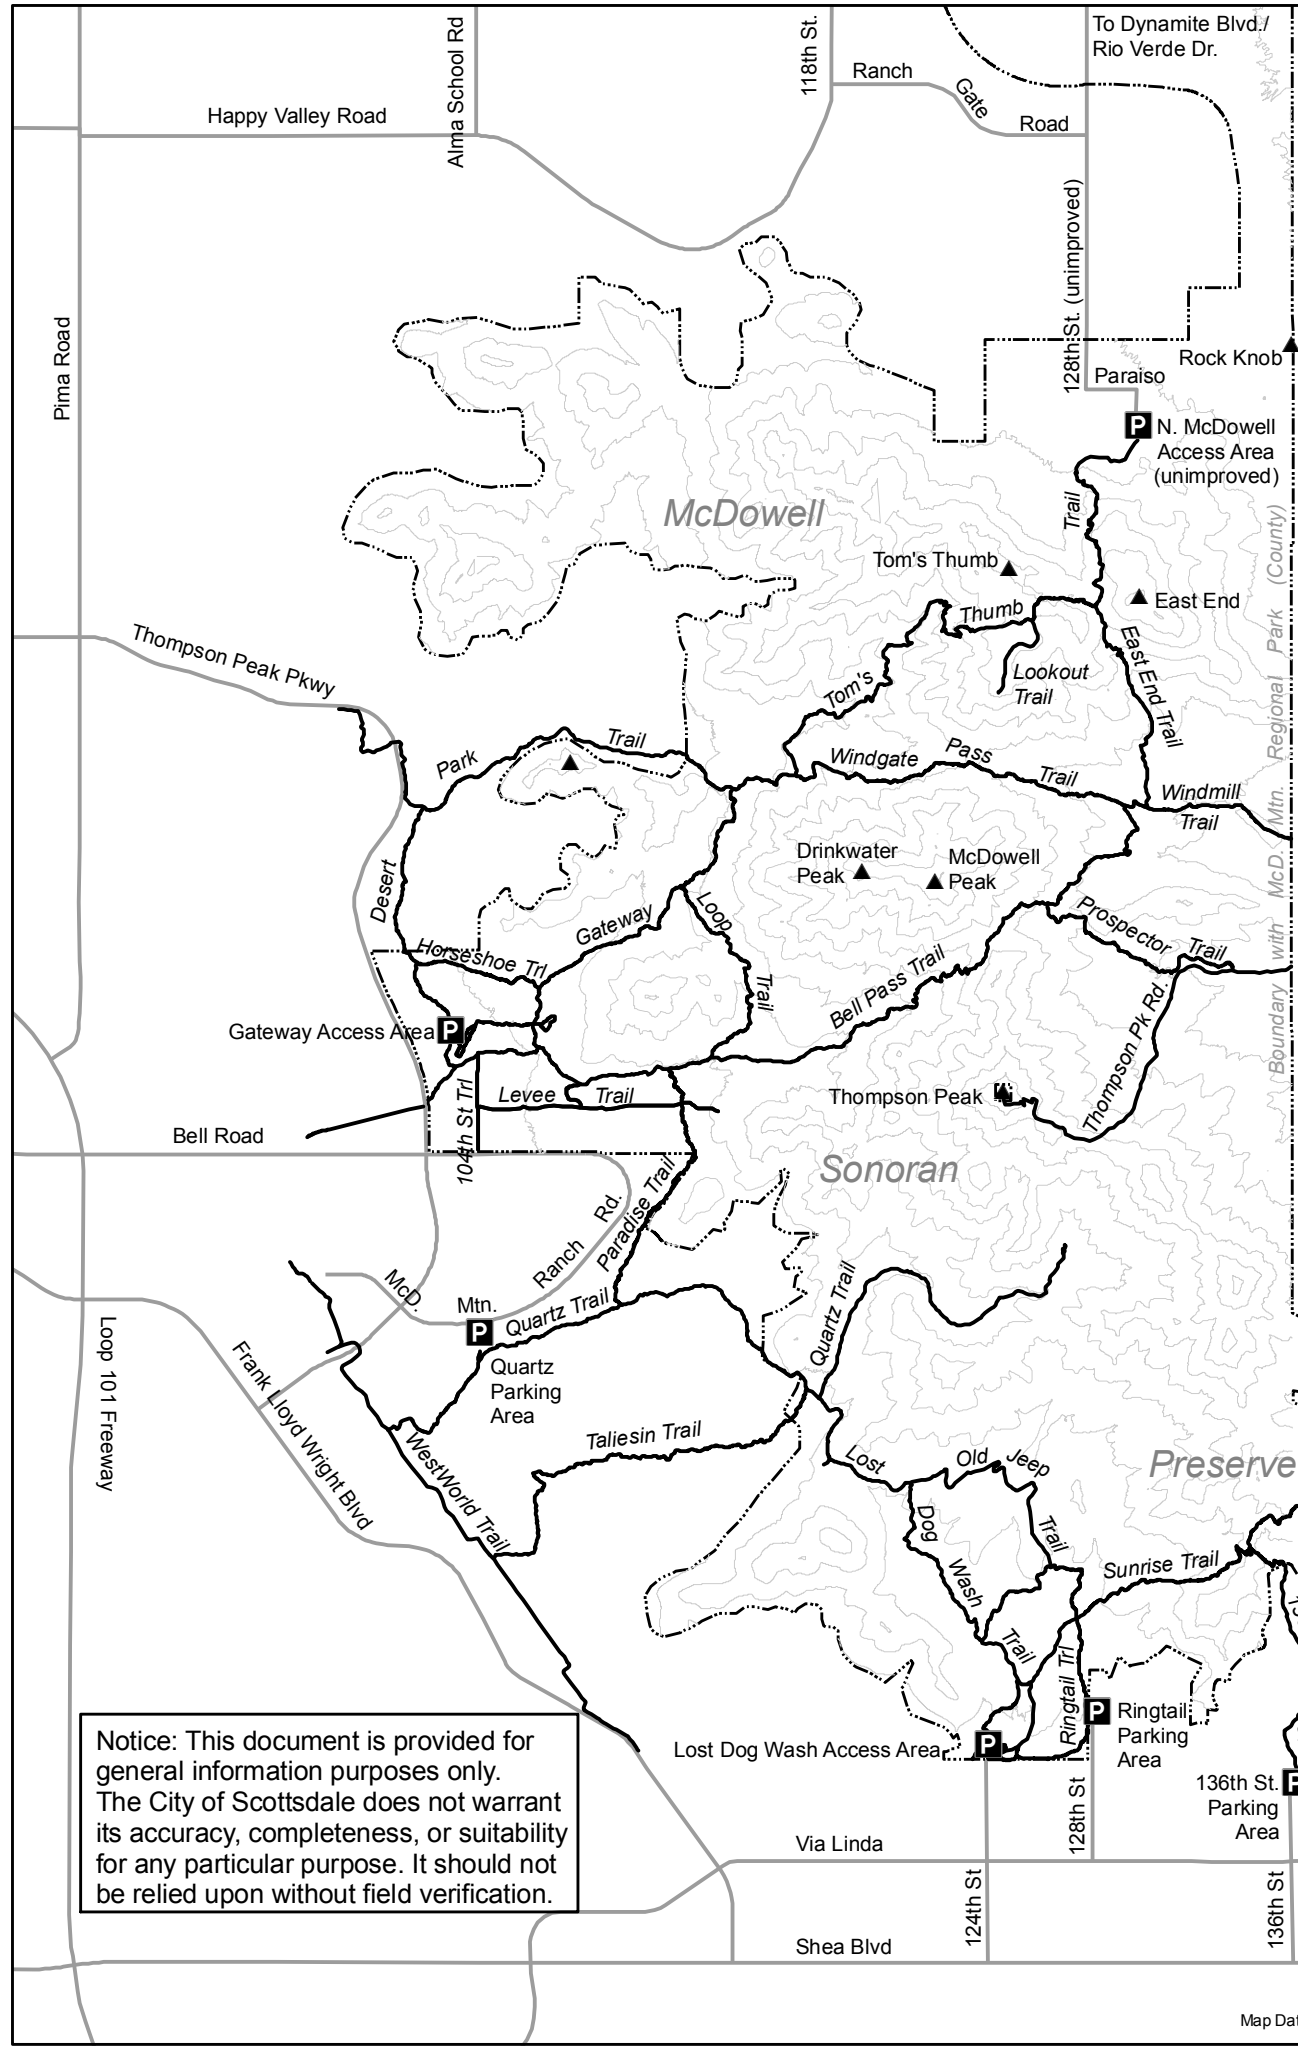 To Dynamite Blvd./
Rio Verde Dr.
118th St.
Alma School Rd
Ranch
Gate
Road
Happy Valley Road
128th St. (unimproved)
Pima Road
Rock Knob
Paraiso
P
N. McDowell
Access Area
(unimproved)
McDowell
Trail
Tom's Thumb
East End
Thumb
Boundary with McD. Mtn. Regional Park (County)
Thompson Peak Pkwy
East End Trail
Lookout
Trail
Tom's
Park
Trail
Windgate
Pass
Trail
Windmill
Trail
Drinkwater
Peak
McDowell
Peak
Desert
Gateway
Loop
Trail
Prospector
Trail
Horseshoe Trl
Bell Pass Trail
Thompson Pk Rd.
Gateway Access Area
P
Levee
Trail
Thompson Peak
104th St Trl
Bell Road
Sonoran
Paradise Trail
McD.
Mtn.
Ranch
Rd.
Quartz Trail
P
Quartz
Parking
Area
Quartz Trail
Loop 101 Freeway
Frank Lloyd Wright Blvd
WestWorld Trail
Taliesin Trail
Lost
Dog
Wash
Trail
Old
Jeep
Trail
Preserve
Sunrise Trail
Ringtail Trl
P
Ringtail
Parking
Area
Lost Dog Wash Access Area
P
136th St.
Parking
Area
P
Notice: This document is provided for
general information purposes only.
The City of Scottsdale does not warrant
its accuracy, completeness, or suitability
for any particular purpose. It should not
be relied upon without field verification.
Via Linda
128th St
124th St
136th St
Shea Blvd
Map Dat